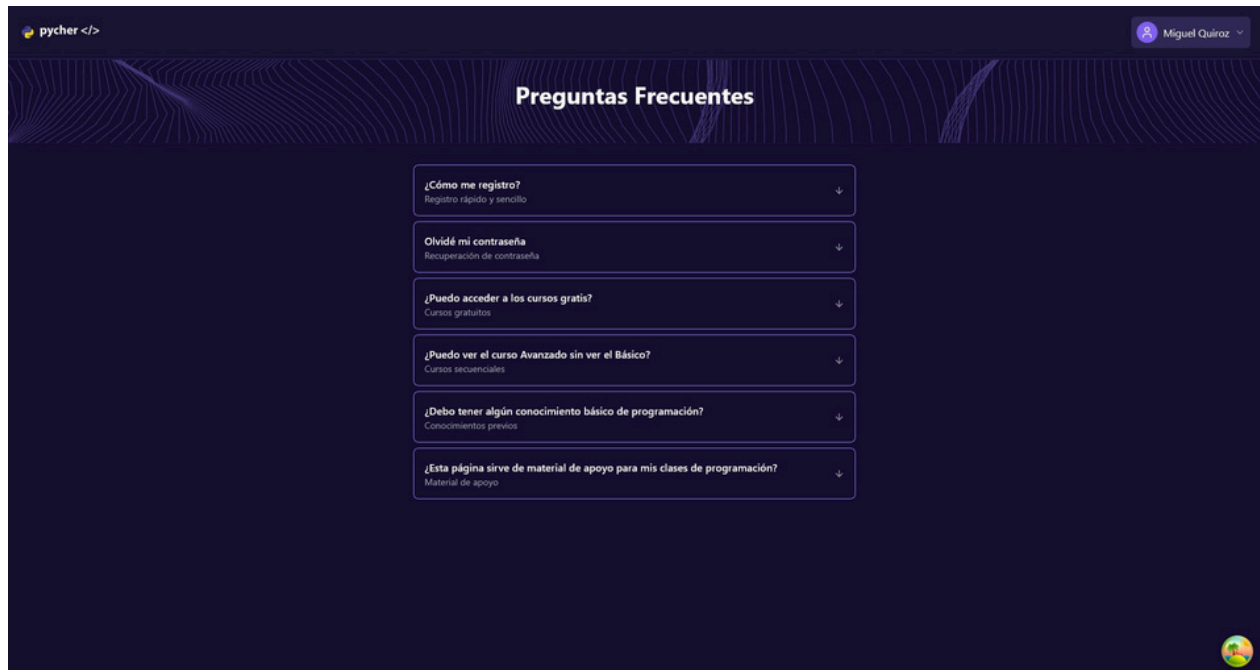 pycher </>
Miguel Quiroz
Preguntas Frecuentes
¿Cómo me registro?
Registro rápido y sencillo
Olvidé mi contraseña
Recuperación de contraseña
¿Puedo acceder a los cursos gratis?
Cursos gratuitos
¿Puedo ver el curso Avanzado sin ver el Básico?
Cursos secuenciales
¿Debo tener algún conocimiento básico de programación?
Conocimientos previos
¿Esta página sirve de material de apoyo para mis clases de programación?
Material de apoyo